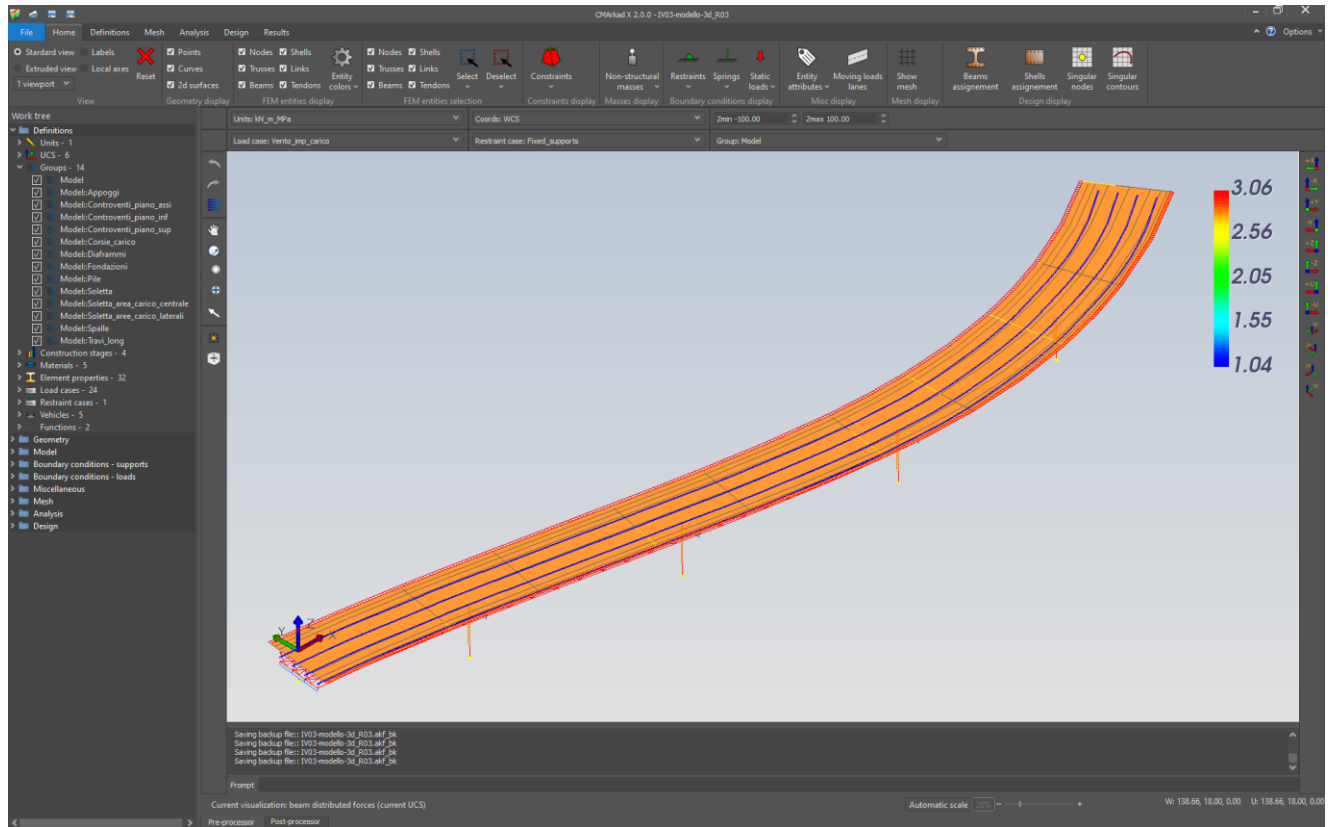 CMArkad X 2.0.0 - IV03-modello-3d_R03
File Home Definitions Mesh Analysis Design Results
Options
Standard view Labels
Extruded view Local axes
1 viewport
Reset
View
Points
Curves
2d surfaces
Geometry display
Nodes Shells
Trusses Links
Beams Tendons
Entity colors
FEM entities display
Nodes Shells
Trusses Links
Beams Tendons
Select Deselect
FEM entities selection
Constraints
Constraints display
Non-structural masses
Masses display
Restraints Springs Static loads
Boundary conditions display
Entity attributes Moving loads lanes
Misc display
Show mesh
Mesh display
Beams assignement Shells assignement Singular nodes Singular contours
Design display
Work tree
Definitions
Units - 1
UCS - 6
Groups - 14
Model
Model::Appoggi
Model::Controventi_piano_assi
Model::Controventi_piano_inf
Model::Controventi_piano_sup
Model::Corsie_carico
Model::Diaframmi
Model::Fondazioni
Model::Pile
Model::Soletta
Model::Soletta_area_carico_centrale
Model::Soletta_aree_carico_laterali
Model::Spalle
Model::Travi_long
Construction stages - 4
Materials - 5
Element properties - 32
Load cases - 24
Restraint cases - 1
Vehicles - 5
Functions - 2
Geometry
Model
Boundary conditions - supports
Boundary conditions - loads
Miscellaneous
Mesh
Analysis
Design
Units: kN_m_MPa Coords: WCS Zmin -100.00 Zmax 100.00
Load case: Vento_imp_carico Restraint case: Fixed_supports Group: Model
3.06
2.56
2.05
1.55
1.04
Y Z X
Saving backup file:: IV03-modello-3d_R03.akf_bk
Saving backup file:: IV03-modello-3d_R03.akf_bk
Saving backup file:: IV03-modello-3d_R03.akf_bk
Saving backup file:: IV03-modello-3d_R03.akf_bk
Prompt
Current visualization: beam distributed forces (current UCS)
Automatic scale 20%
W: 138.66, 18.00, 0.00 U: 138.66, 18.00, 0.00
Pre-processor Post-processor